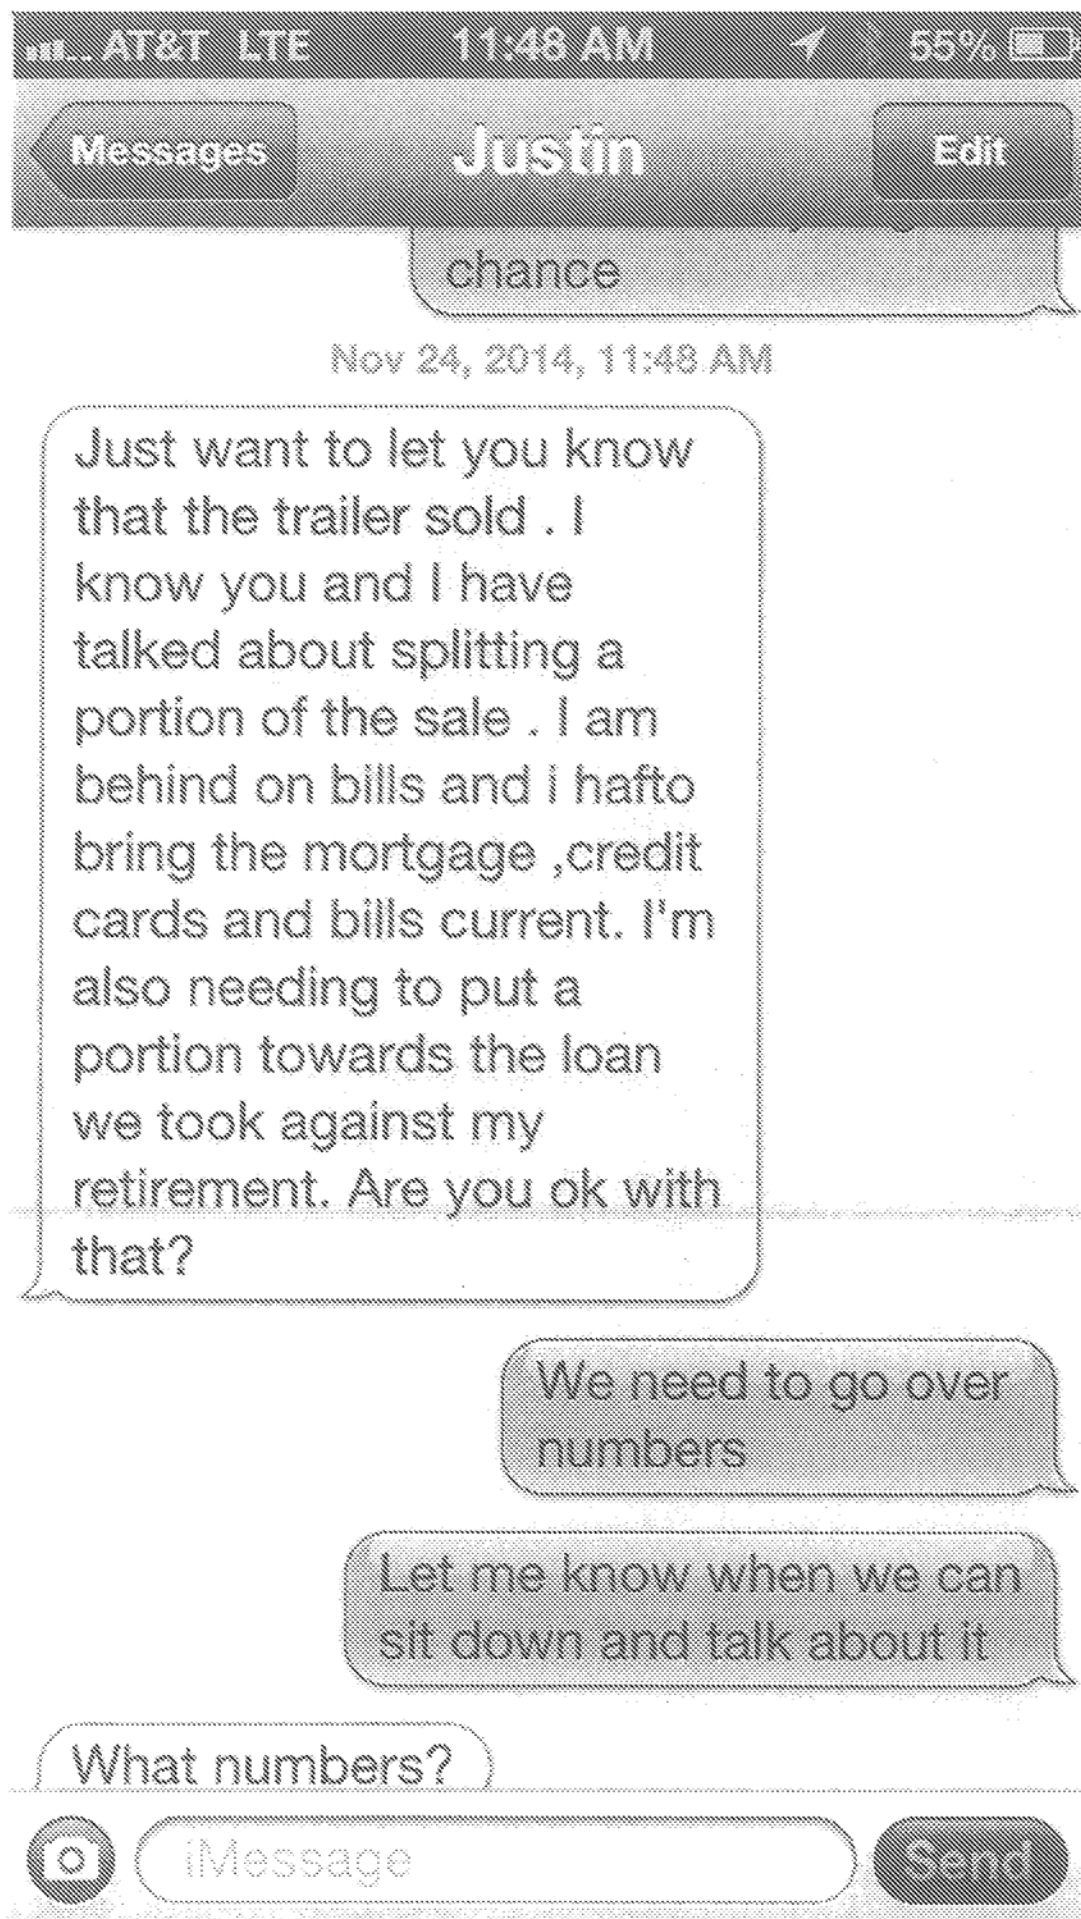 AT&T LTE 11:48 AM 55%
Messages Justin Edit
chance
Nov 24, 2014, 11:48 AM
Just want to let you know
that the trailer sold . I
know you and I have
talked about splitting a
portion of the sale . I am
behind on bills and i hafto
bring the mortgage ,credit
cards and bills current. I'm
also needing to put a
portion towards the loan
we took against my
retirement. Are you ok with
that?
We need to go over
numbers
Let me know when we can
sit down and talk about it
What numbers?
iMessage Send